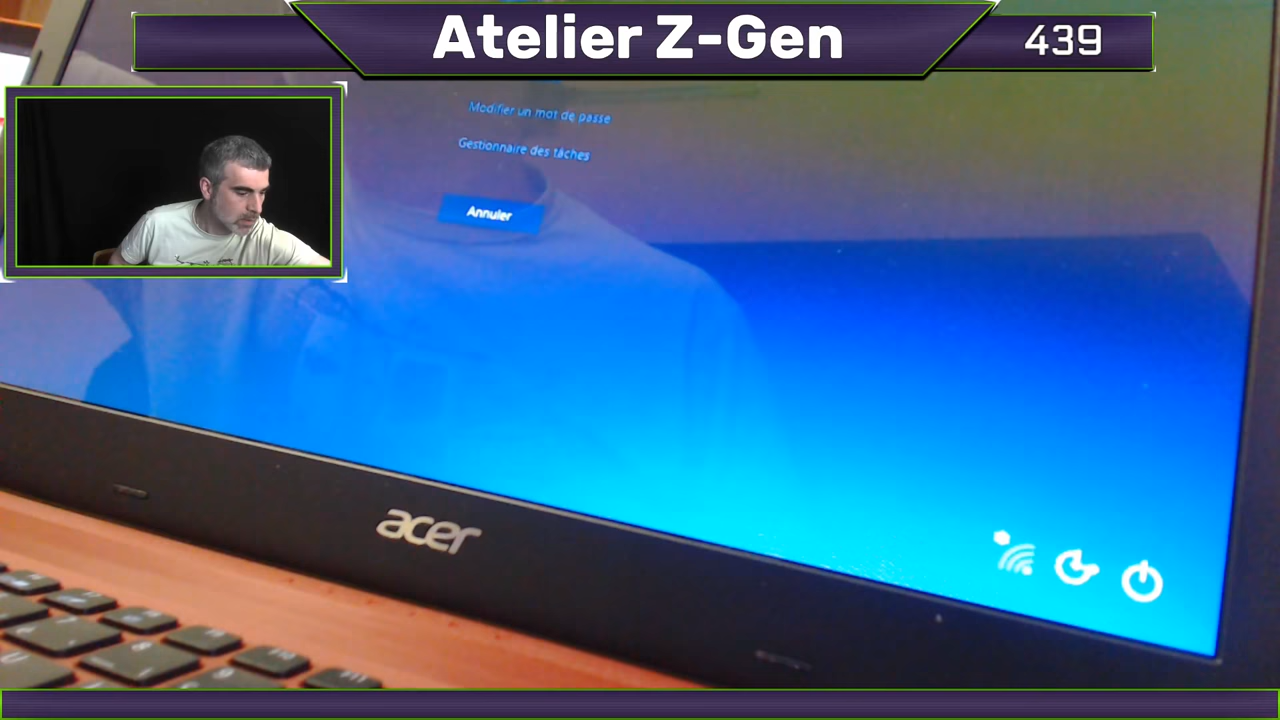 Atelier Z-Gen
439
Modifier un mot de passe
Gestionnaire des tâches
Annuler
acer